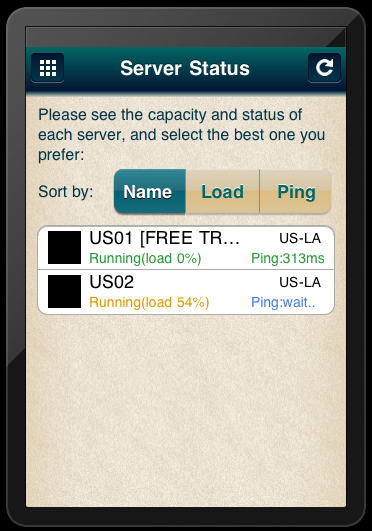 Server Status
Please see the capacity and status of
each server, and select the best one you
prefer:
Sort by: Name Load Ping
US01 [FREE TR... US-LA
Running(load 0%) Ping:313ms
US02 US-LA
Running(load 54%) Ping:wait..